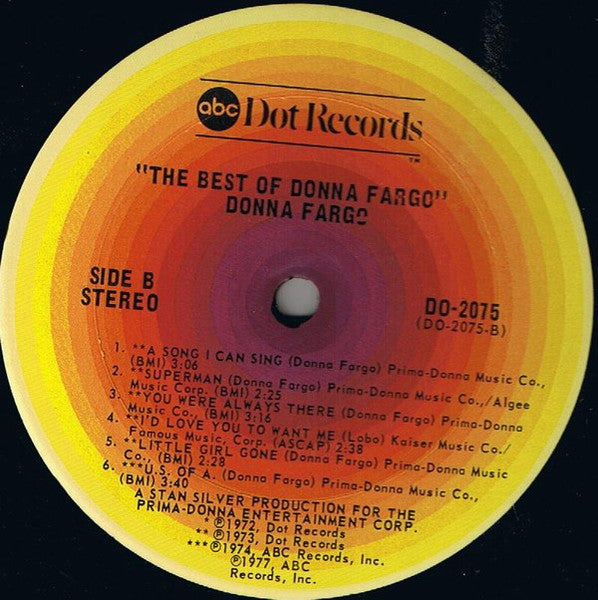 abc Dot Records
TM
"THE BEST OF DONNA FARGO"
DONNA FARGO
SIDE B
STEREO
DO-2075
(DO-2075-B)
1. **A SONG I CAN SING (Donna Fargo) Prima-Donna Music Co.,
(BMI) 3:06
2. **SUPERMAN (Donna Fargo) Prima-Donna Music Co.,/Algee
Music Corp. (BMI) 2:25
3. **YOU WERE ALWAYS THERE (Donna Fargo) Prima-Donna
Music Co., (BMI) 3:16
4. **I'D LOVE YOU TO WANT ME (Lobo) Kaiser Music Co./
Famous Music, Corp. (ASCAP) 2:38
5. **LITTLE GIRL GONE (Donna Fargo) Prima-Donna Music
Co., (BMI) 2:28
6. ***U.S. OF A. (Donna Fargo) Prima-Donna Music Co.,
(BMI) 3:40
A STAN SILVER PRODUCTION FOR THE
PRIMA-DONNA ENTERTAINMENT CORP.
*℗1972, Dot Records
**℗1973, Dot Records
***℗1974, ABC Records, Inc.
℗1977, ABC
Records, Inc.